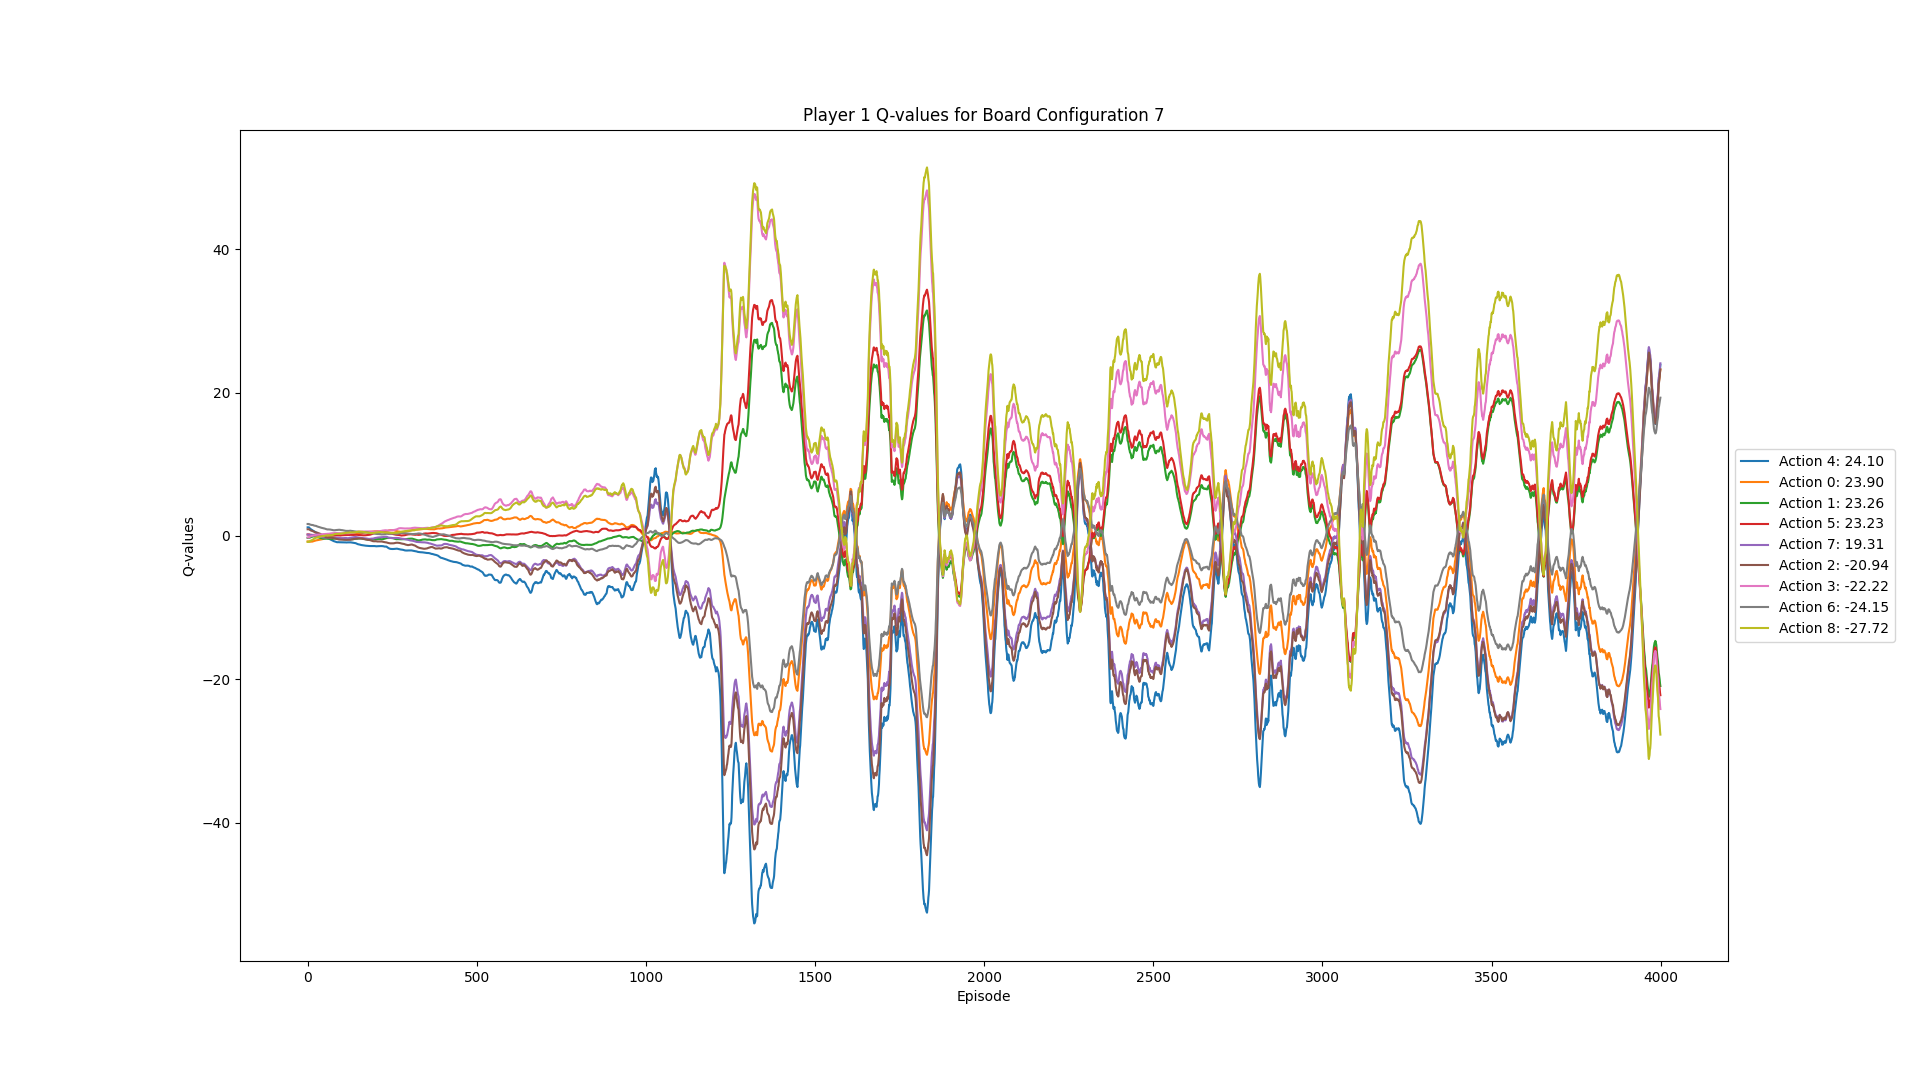 Player 1 Q-values for Board Configuration 7
Q-values
40
20
0
−20
−40
0
500
1000
1500
2000
2500
3000
3500
4000
Episode
Action 4: 24.10
Action 0: 23.90
Action 1: 23.26
Action 5: 23.23
Action 7: 19.31
Action 2: -20.94
Action 3: -22.22
Action 6: -24.15
Action 8: -27.72